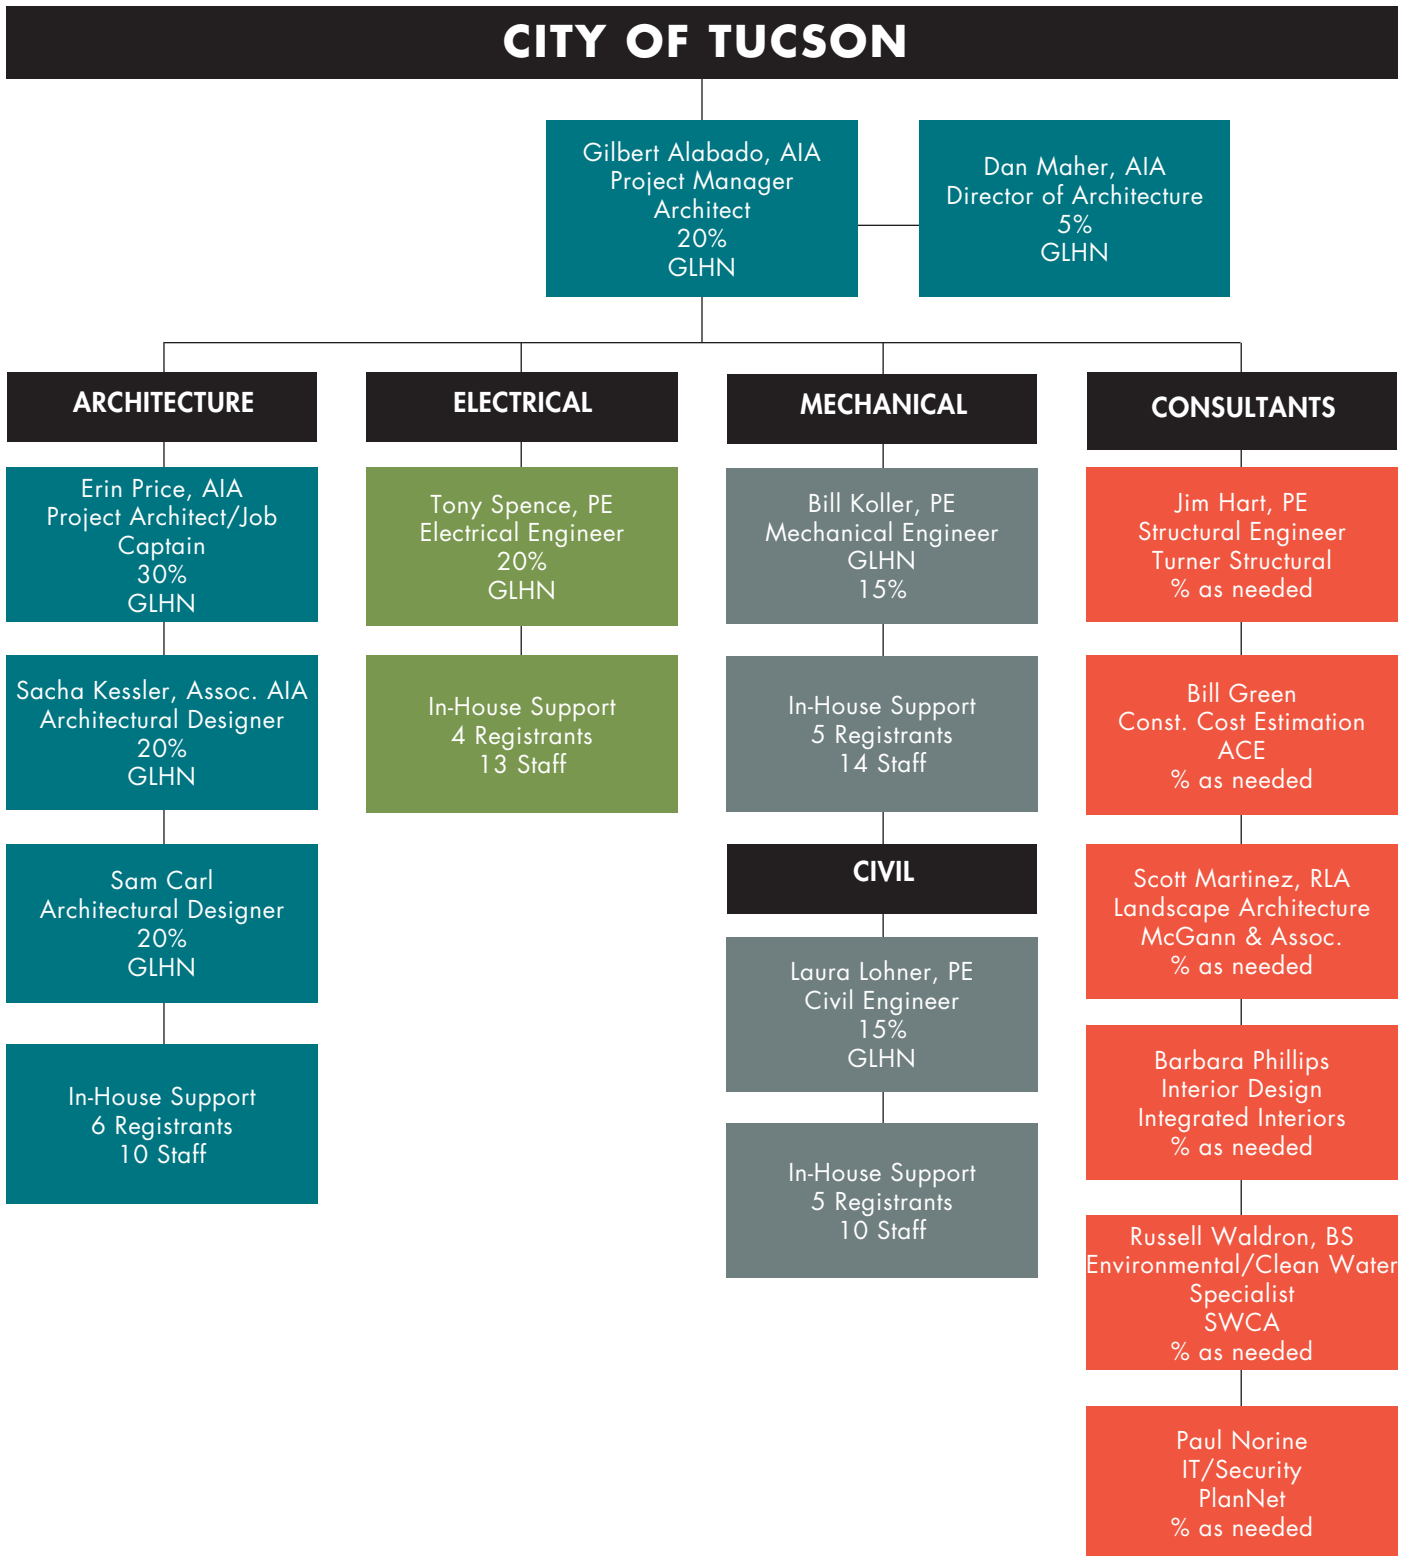 CITY OF TUCSON
Gilbert Alabado, AIA
Project Manager
Architect
20%
GLHN
Dan Maher, AIA
Director of Architecture
5%
GLHN
ARCHITECTURE
Erin Price, AIA
Project Architect/Job
Captain
30%
GLHN
Sacha Kessler, Assoc. AIA
Architectural Designer
20%
GLHN
Sam Carl
Architectural Designer
20%
GLHN
In-House Support
6 Registrants
10 Staff
ELECTRICAL
Tony Spence, PE
Electrical Engineer
20%
GLHN
In-House Support
4 Registrants
13 Staff
MECHANICAL
Bill Koller, PE
Mechanical Engineer
GLHN
15%
In-House Support
5 Registrants
14 Staff
CIVIL
Laura Lohner, PE
Civil Engineer
15%
GLHN
In-House Support
5 Registrants
10 Staff
CONSULTANTS
Jim Hart, PE
Structural Engineer
Turner Structural
% as needed
Bill Green
Const. Cost Estimation
ACE
% as needed
Scott Martinez, RLA
Landscape Architecture
McGann & Assoc.
% as needed
Barbara Phillips
Interior Design
Integrated Interiors
% as needed
Russell Waldron, BS
Environmental/Clean Water
Specialist
SWCA
% as needed
Paul Norine
IT/Security
PlanNet
% as needed